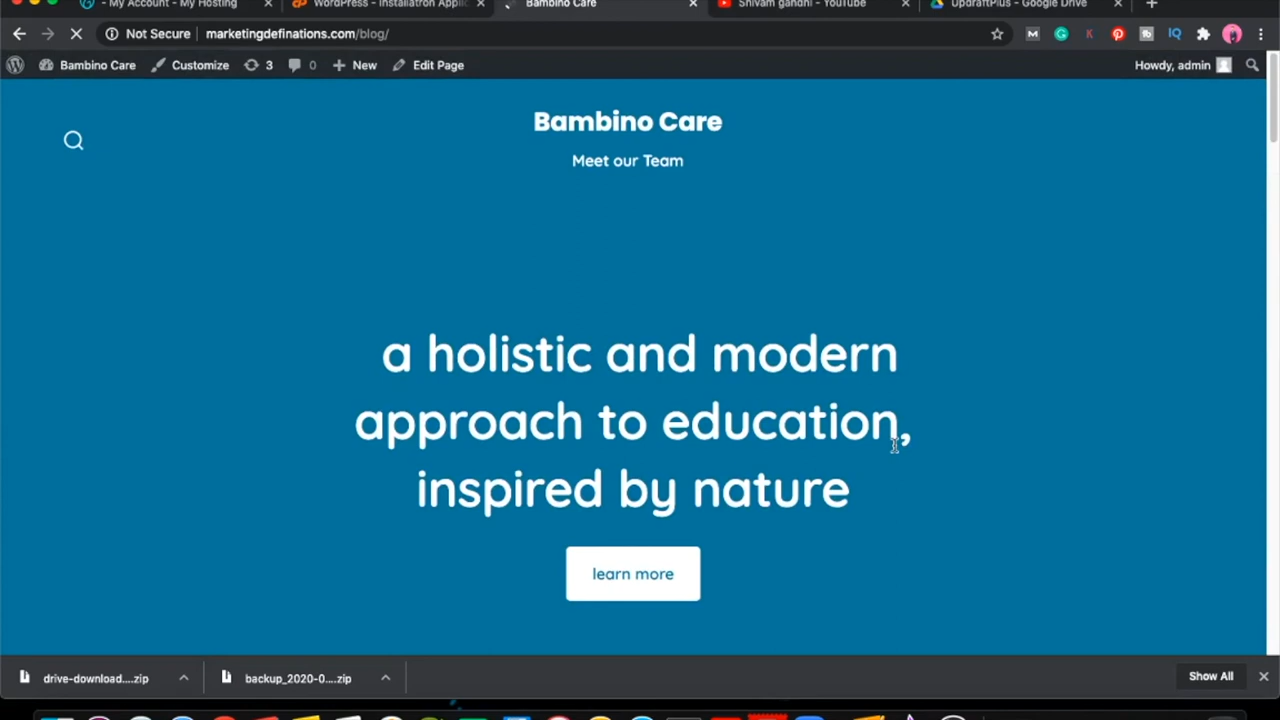 - My Account - My Hosting
WordPress - Installatron Applic
Bambino Care
Shivam gandhi - YouTube
UpdraftPlus - Google Drive
Not Secure
marketingdefinations.com/blog/
Bambino Care
Customize
3
0
New
Edit Page
Howdy, admin
Bambino Care
Meet our Team
a holistic and modern
approach to education,
inspired by nature
learn more
drive-download....zip
backup_2020-0....zip
Show All